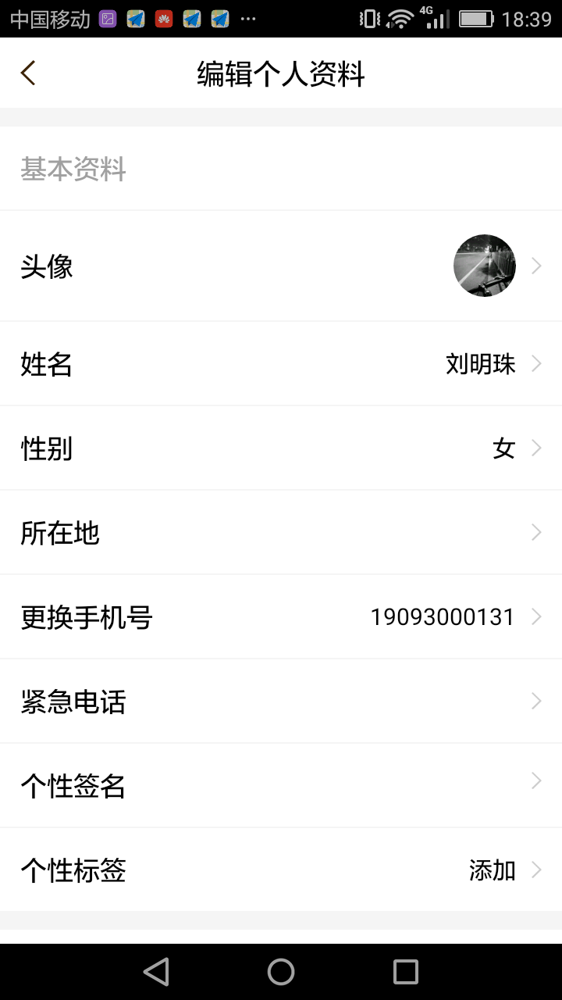 中国移动 4G 18:39
编辑个人资料
基本资料
头像
姓名 刘明珠
性别 女
所在地
更换手机号 19093000131
紧急电话
个性签名
个性标签 添加